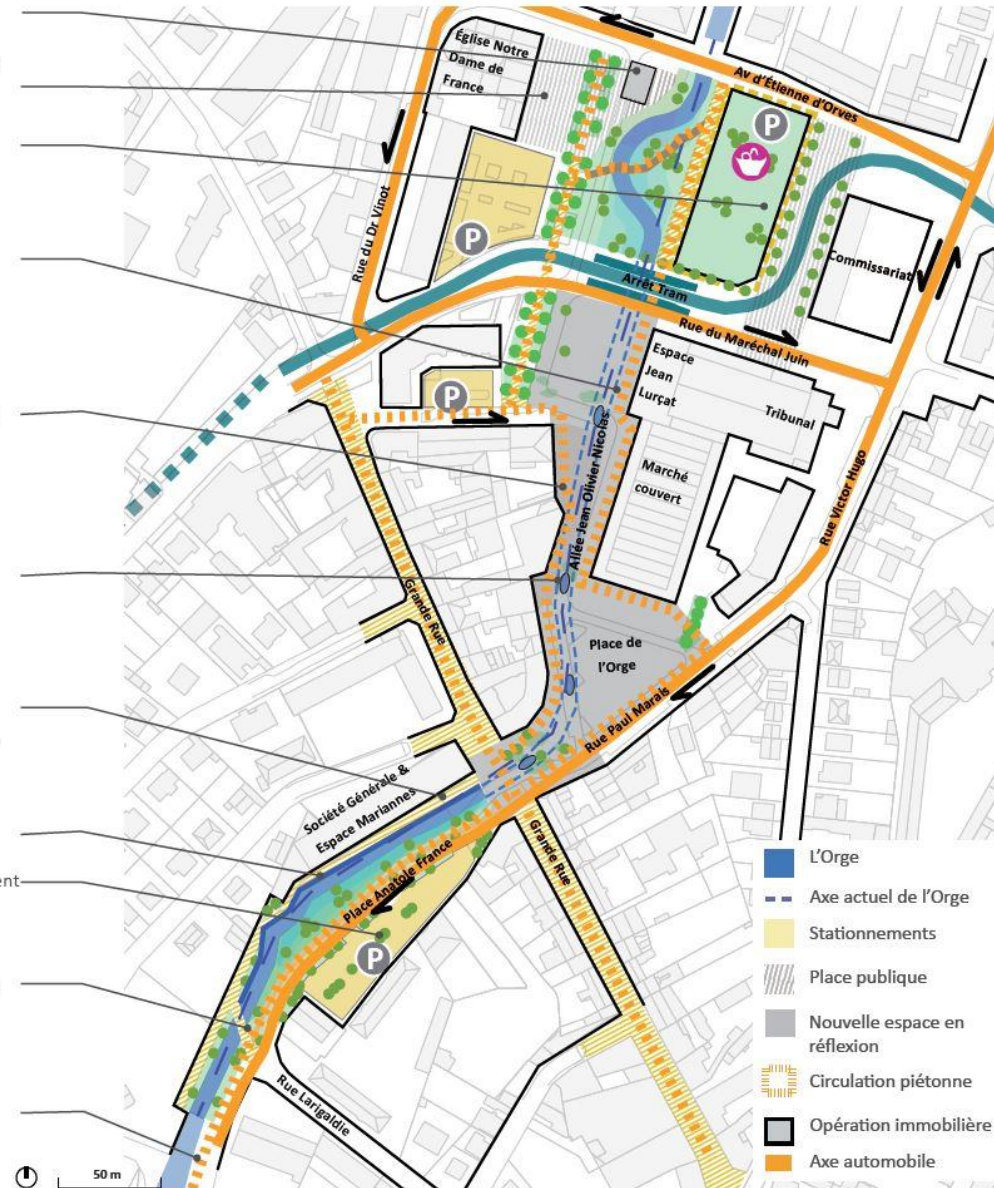 Église Notre
Dame de
France
Av d'Étienne d'Orves
P
P
Rue du Dr Vinot
Commissariat
Arrêt Tram
Rue du Maréchal Juin
Espace
Jean
Lurçat
Tribunal
P
Allée Jean Olivier Nicolas
Marché
couvert
Rue Victor Hugo
Grande Rue
Place de
l'Orge
Rue Paul Marais
Société Générale &
Espace Mariannes
Grande Rue
Place Anatole France
ent
P
Rue Larigaldie
L'Orge
Axe actuel de l'Orge
Stationnements
Place publique
Nouvelle espace en
réflexion
Circulation piétonne
Opération immobilière
Axe automobile
50 m